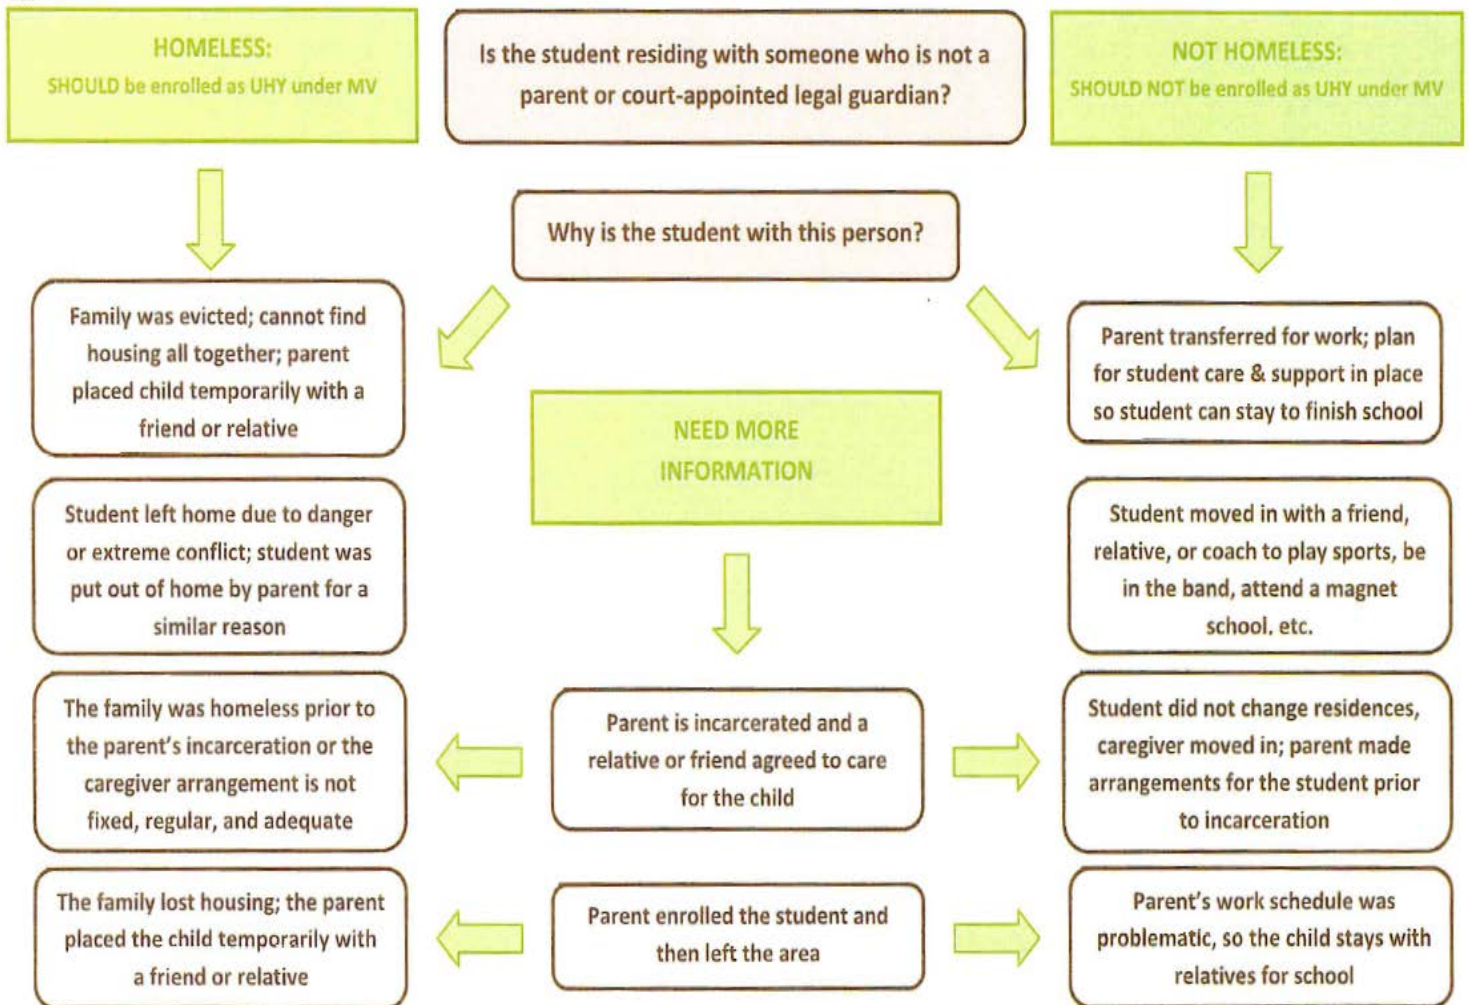 HOMELESS:
SHOULD be enrolled as UHY under MV
Is the student residing with someone who is not a
parent or court-appointed legal guardian?
NOT HOMELESS:
SHOULD NOT be enrolled as UHY under MV
Why is the student with this person?
Family was evicted; cannot find
housing all together; parent
placed child temporarily with a
friend or relative
Parent transferred for work; plan
for student care & support in place
so student can stay to finish school
NEED MORE
INFORMATION
Student left home due to danger
or extreme conflict; student was
put out of home by parent for a
similar reason
Student moved in with a friend,
relative, or coach to play sports, be
in the band, attend a magnet
school, etc.
The family was homeless prior to
the parent's incarceration or the
caregiver arrangement is not
fixed, regular, and adequate
Parent is incarcerated and a
relative or friend agreed to care
for the child
Student did not change residences,
caregiver moved in; parent made
arrangements for the student prior
to incarceration
The family lost housing; the parent
placed the child temporarily with
a friend or relative
Parent enrolled the student and
then left the area
Parent's work schedule was
problematic, so the child stays with
relatives for school